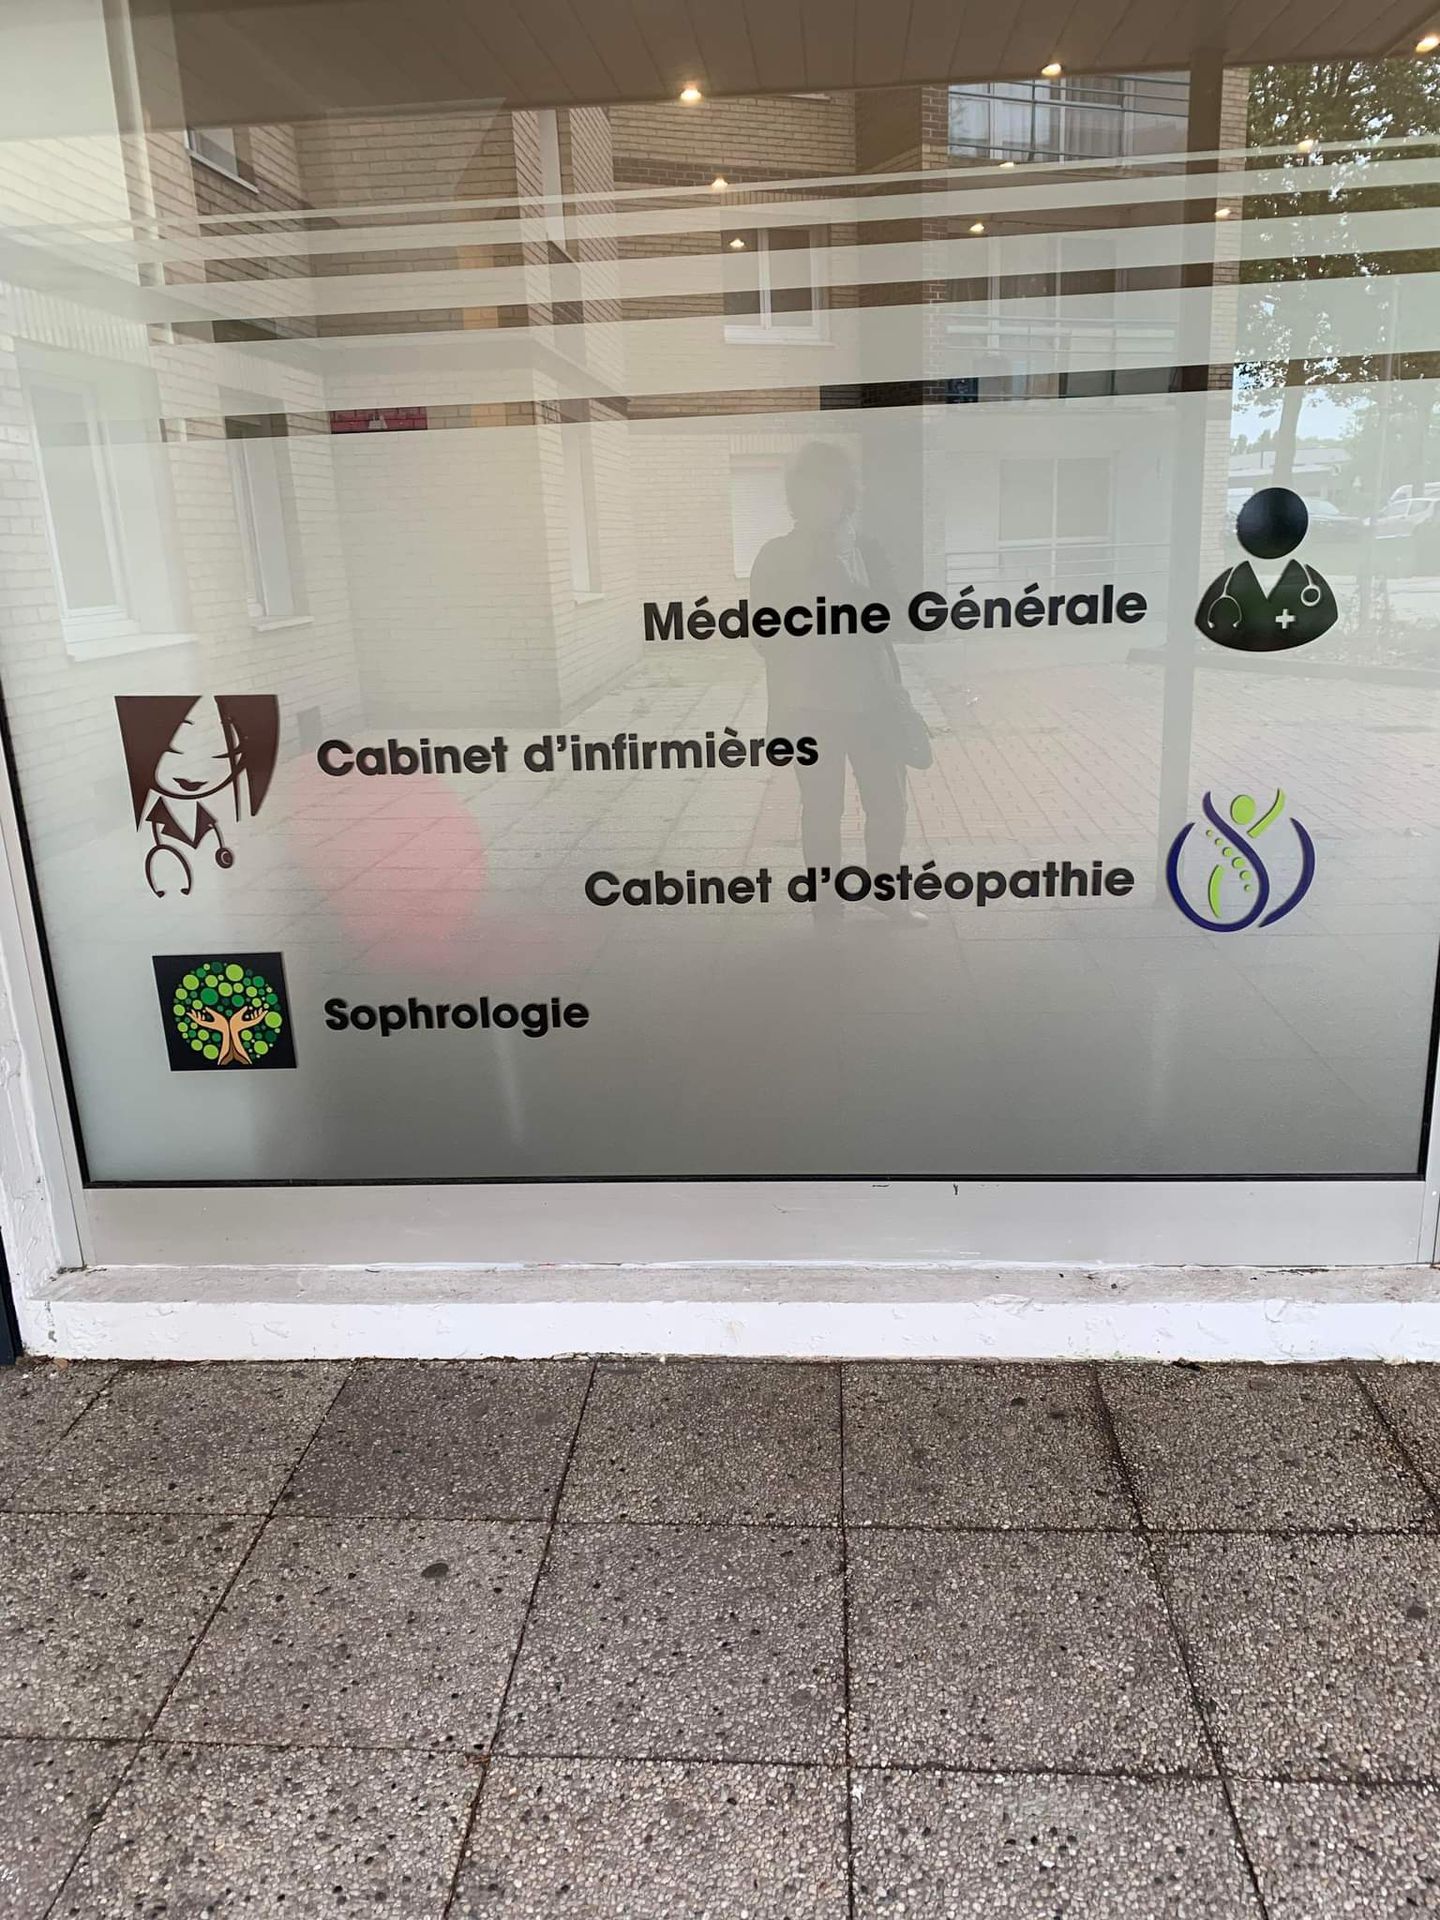 Médecine Générale
Cabinet d'infirmières
Cabinet d'Ostéopathie
Sophrologie